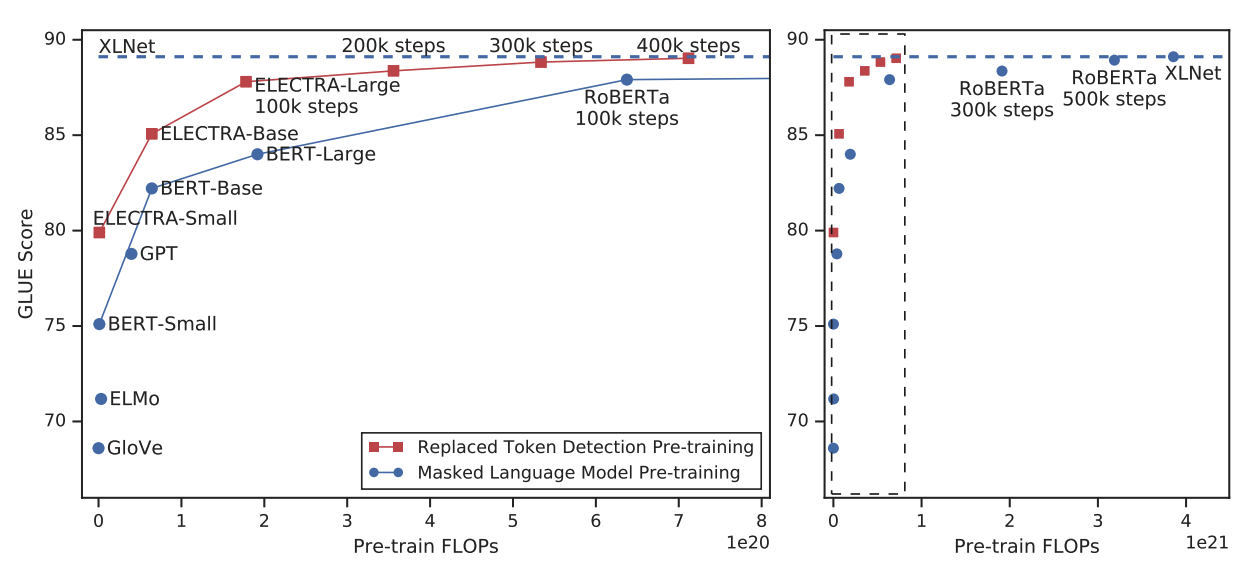 90
XLNet
200k steps
300k steps
400k steps
ELECTRA-Large
100k steps
RoBERTa
100k steps
85
ELECTRA-Base
BERT-Large
BERT-Base
ELECTRA-Small
80
GPT
GLUE Score
75
BERT-Small
ELMo
70
GloVe
Replaced Token Detection Pre-training
Masked Language Model Pre-training
0 1 2 3 4 5 6 7 8
Pre-train FLOPs
1e20
90
RoBERTa
300k steps
RoBERTa
500k steps
XLNet
85
80
75
70
0 1 2 3 4
Pre-train FLOPs
1e21